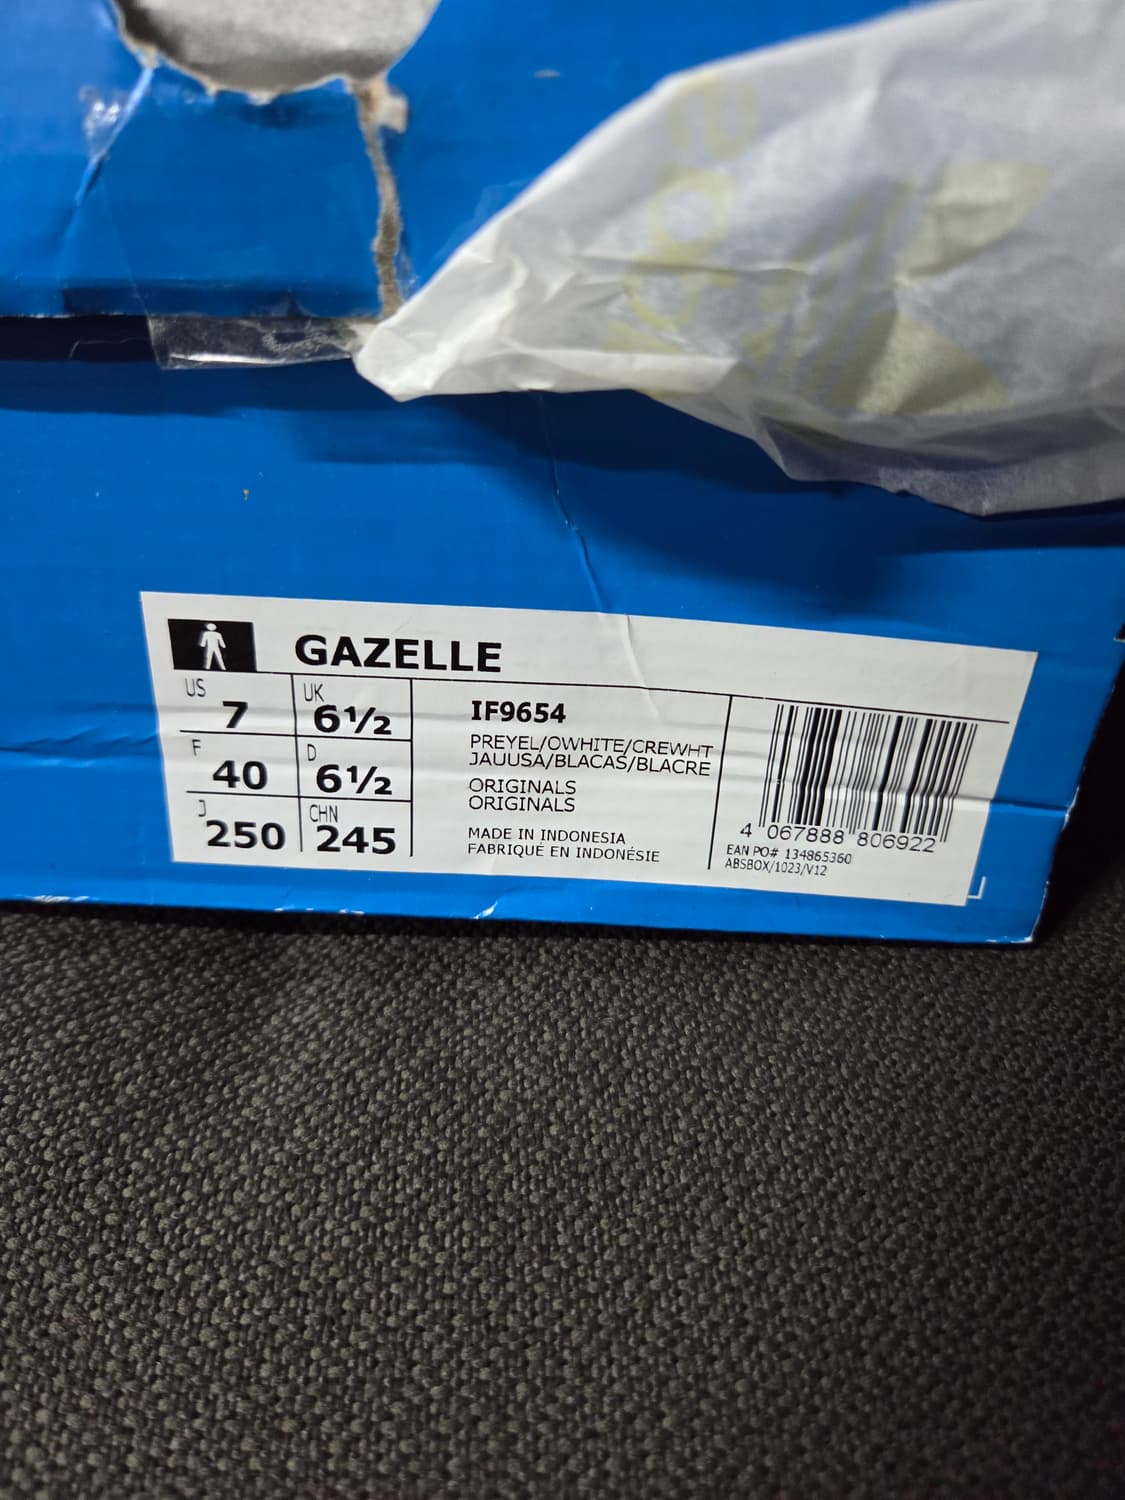 GAZELLE
US 7 UK 6½
F 40 D 6½
J 250 CHN 245
IF9654
PREYEL/OWHITE/CREWHT
JAUUSA/BLACAS/BLACRE
ORIGINALS
ORIGINALS
MADE IN INDONESIA
FABRIQUÉ EN INDONÉSIE
4 067888 806922
EAN PO# 134865360
ABSBOX/1023/V12